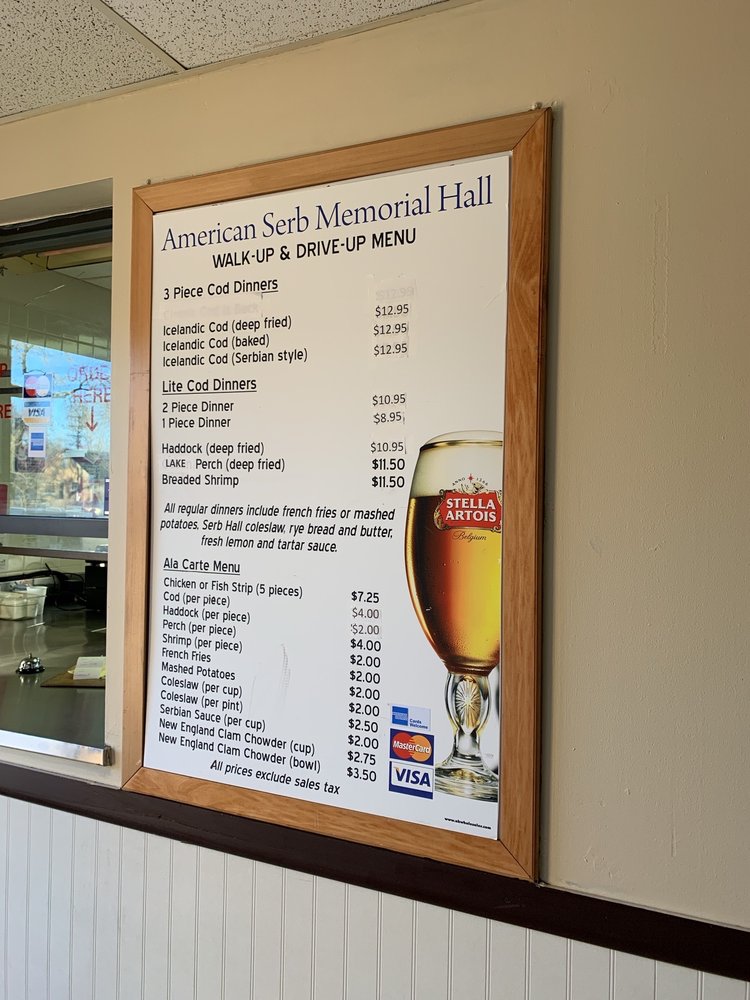 American Serb Memorial Hall
WALK-UP & DRIVE-UP MENU
3 Piece Cod Dinners
Icelandic Cod (deep fried) $12.95
Icelandic Cod (baked) $12.95
Icelandic Cod (Serbian style) $12.95
Lite Cod Dinners
2 Piece Dinner $10.95
1 Piece Dinner $8.95
Haddock (deep fried) $10.95
LAKE Perch (deep fried) $11.50
Breaded Shrimp $11.50
All regular dinners include french fries or mashed
potatoes, Serb Hall coleslaw, rye bread and butter,
fresh lemon and tartar sauce.
Ala Carte Menu
Chicken or Fish Strip (5 pieces) $7.25
Cod (per piece) $4.00
Haddock (per piece) $2.00
Perch (per piece) $4.00
Shrimp (per piece) $2.00
French Fries $2.00
Mashed Potatoes $2.00
Coleslaw (per cup) $2.00
Coleslaw (per pint) $2.50
Serbian Sauce (per cup) $2.00
New England Clam Chowder (cup) $2.75
New England Clam Chowder (bowl) $3.50
All prices exclude sales tax
ANNO 1366
STELLA
ARTOIS
Belgium
Cards
Welcome
MasterCard
VISA
ORDER
HERE
VISA